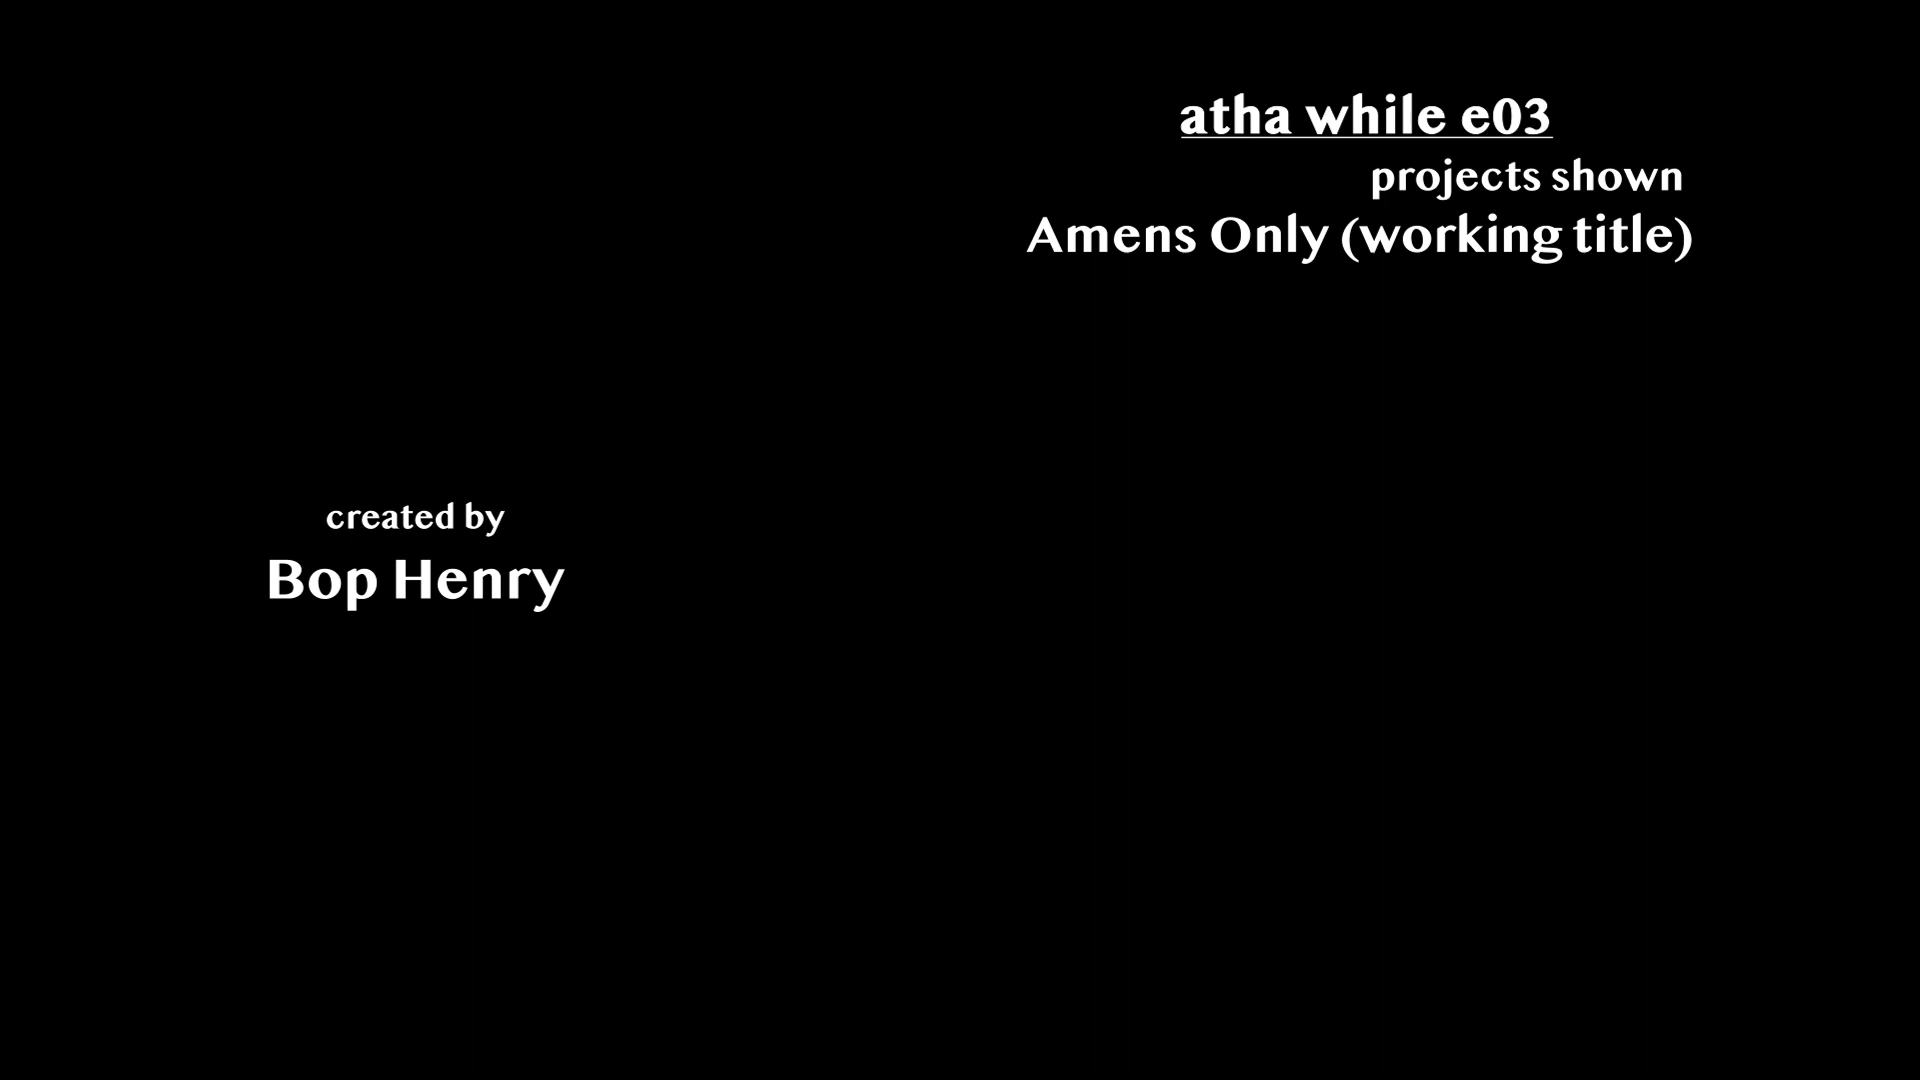 atha while e03
projects shown
Amens Only (working title)
created by
Bop Henry